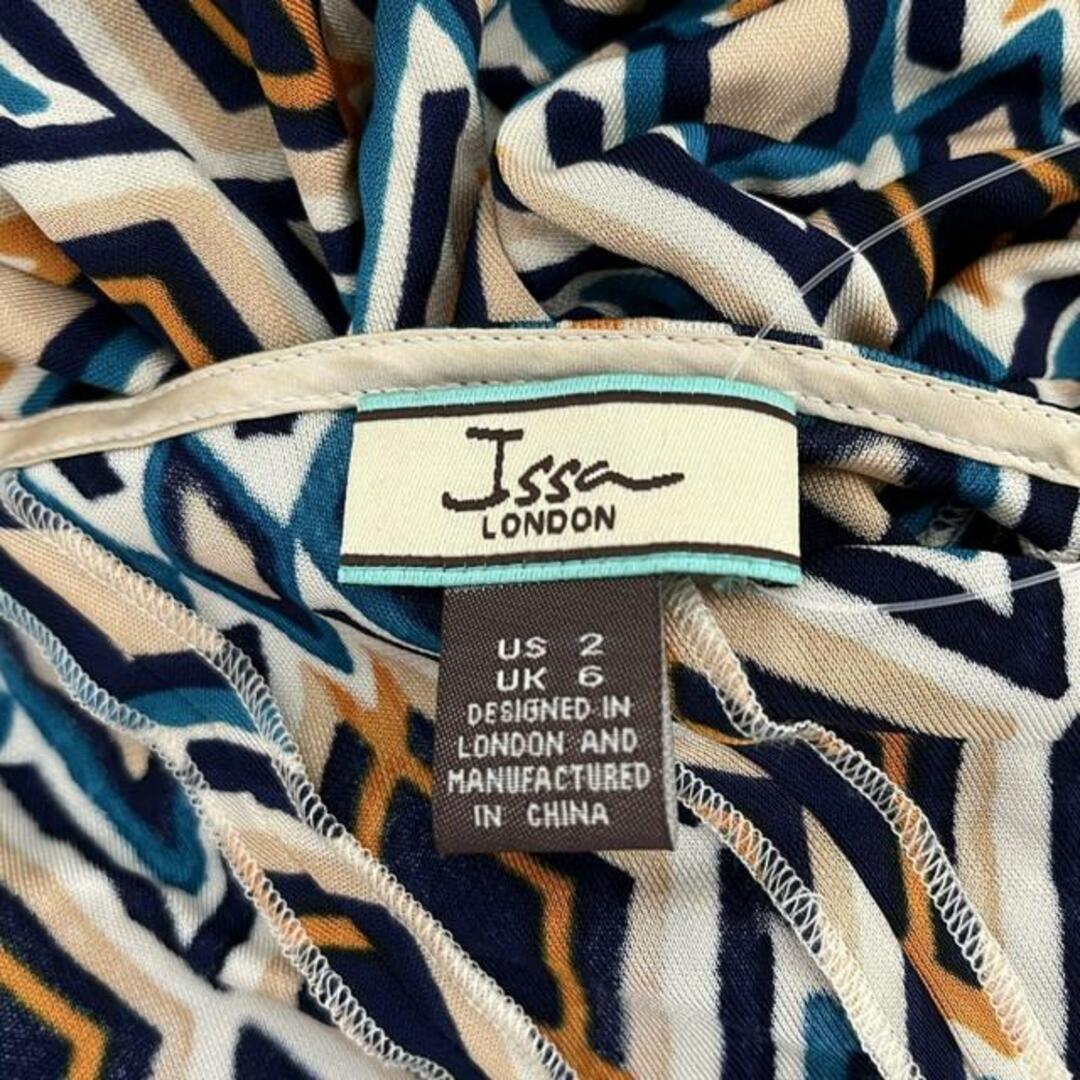 Issa
LONDON
US 2
UK 6
DESIGNED IN
LONDON AND
MANUFACTURED
IN CHINA